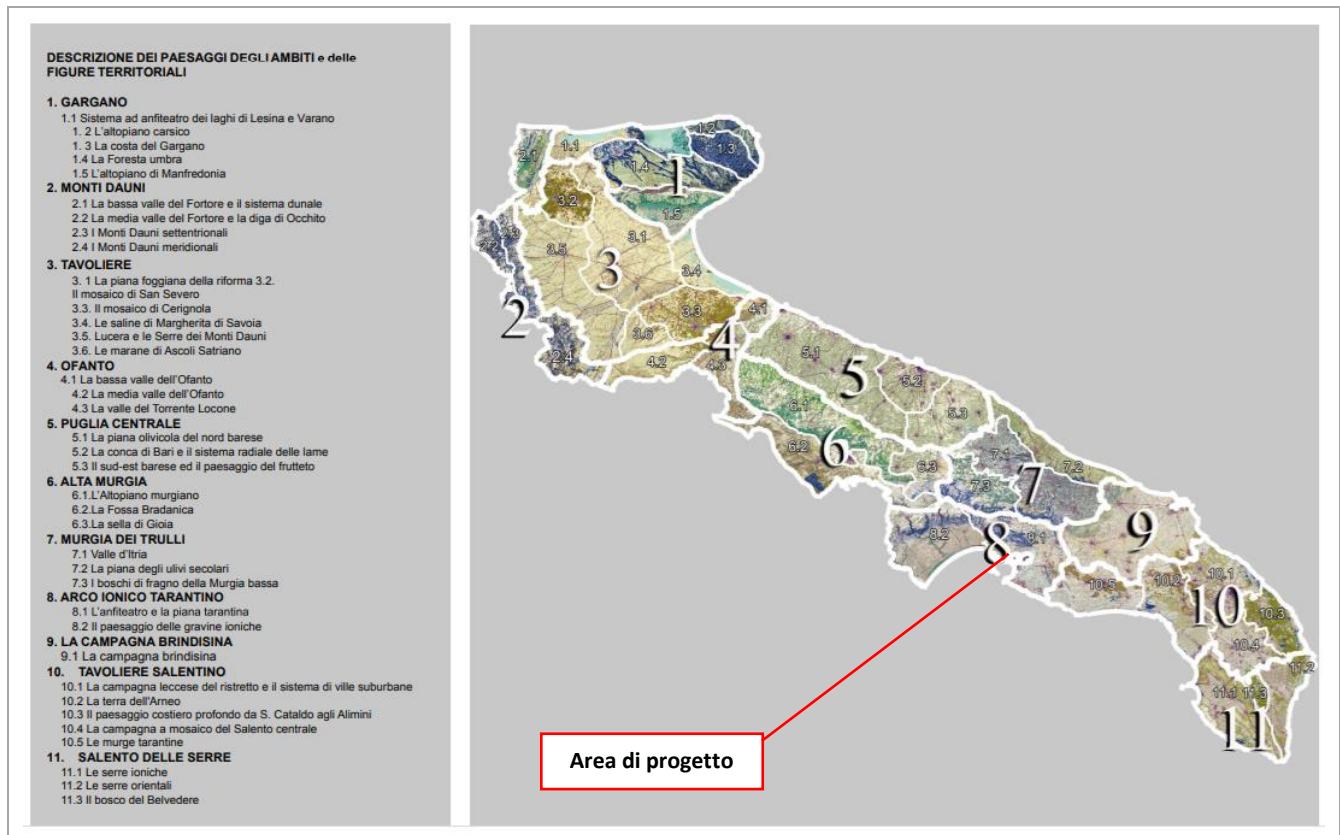 DESCRIZIONE DEI PAESAGGI DEGLI AMBITI e delle
FIGURE TERRITORIALI
1. GARGANO
1.1 Sistema ad anfiteatro dei laghi di Lesina e Varano
1. 2 L'altopiano carsico
1. 3 La costa del Gargano
1.4 La Foresta umbra
1.5 L'altopiano di Manfredonia
2. MONTI DAUNI
2.1 La bassa valle del Fortore e il sistema dunale
2.2 La media valle del Fortore e la diga di Occhito
2.3 I Monti Dauni settentrionali
2.4 I Monti Dauni meridionali
3. TAVOLIERE
3. 1 La piana foggiana della riforma 3.2.
Il mosaico di San Severo
3.3. Il mosaico di Cerignola
3.4. Le saline di Margherita di Savoia
3.5. Lucera e le Serre dei Monti Dauni
3.6. Le marane di Ascoli Satriano
4. OFANTO
4.1 La bassa valle dell'Ofanto
4.2 La media valle dell'Ofanto
4.3 La valle del Torrente Locone
5. PUGLIA CENTRALE
5.1 La piana olivicola del nord barese
5.2 La conca di Bari e il sistema radiale delle lame
5.3 Il sud-est barese ed il paesaggio del frutteto
6. ALTA MURGIA
6.1.L'Altopiano murgiano
6.2.La Fossa Bradanica
6.3.La sella di Gioia
7. MURGIA DEI TRULLI
7.1 Valle d'Itria
7.2 La piana degli ulivi secolari
7.3 I boschi di fragno della Murgia bassa
8. ARCO IONICO TARANTINO
8.1 L'anfiteatro e la piana tarantina
8.2 Il paesaggio delle gravine ioniche
9. LA CAMPAGNA BRINDISINA
9.1 La campagna brindisina
10. TAVOLIERE SALENTINO
10.1 La campagna leccese del ristretto e il sistema di ville suburbane
10.2 La terra dell'Arneo
10.3 Il paesaggio costiero profondo da S. Cataldo agli Alimini
10.4 La campagna a mosaico del Salento centrale
10.5 Le murge tarantine
11. SALENTO DELLE SERRE
11.1 Le serre ioniche
11.2 Le serre orientali
11.3 Il bosco del Belvedere
1.2
1.1
1.3
2.1
1.4
1
3.2
1.5
2.3
2.2
3.1
3.5
3
3.4
2
3.3
4.1
3.6
4
2.4
4.2
4.3
5.1
5
5.2
5.3
6.1
6
6.2
6.3
7.1
7.2
7
7.3
8.2
8
8.1
9
10.5
10.2
10.1
10
10.3
10.4
11.2
11.1
11.3
11
Area di progetto